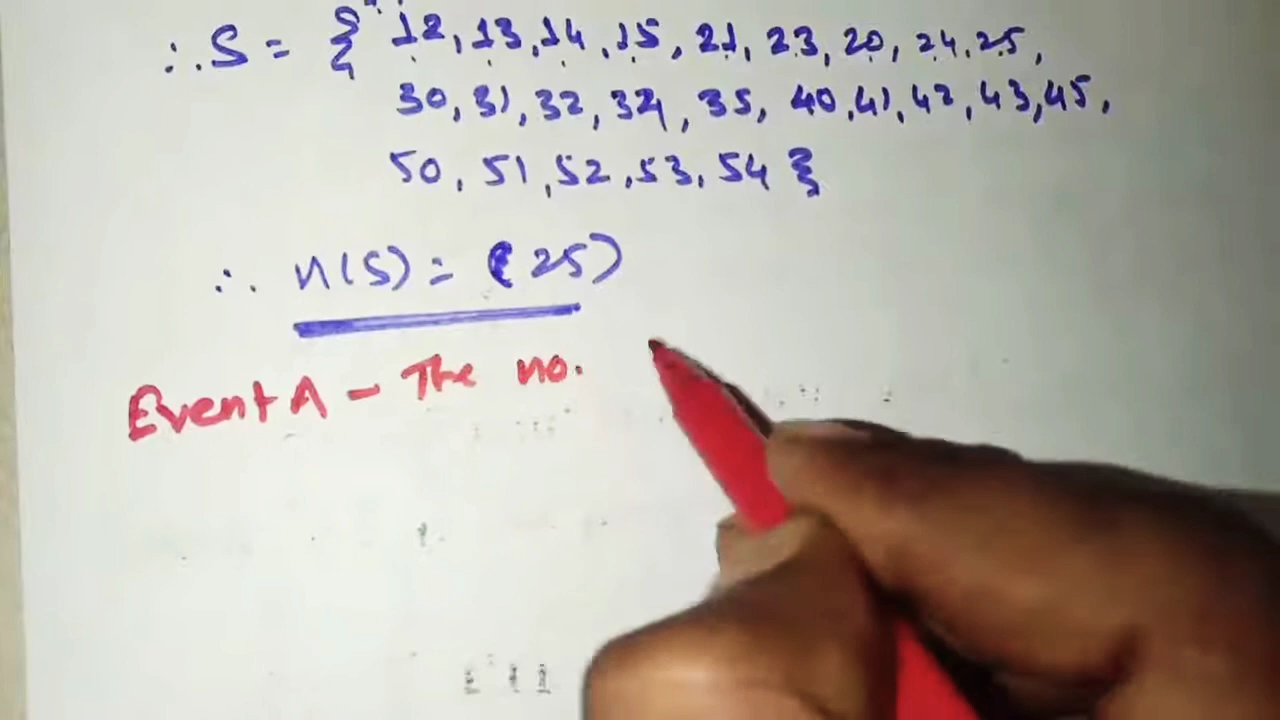 ∴ S = { 12, 13, 14, 15, 21, 23, 20, 24, 25,
30, 31, 32, 34, 35, 40, 41, 42, 43, 45,
50, 51, 52, 53, 54 }
∴ n(S) = (25)
Event A - The no.